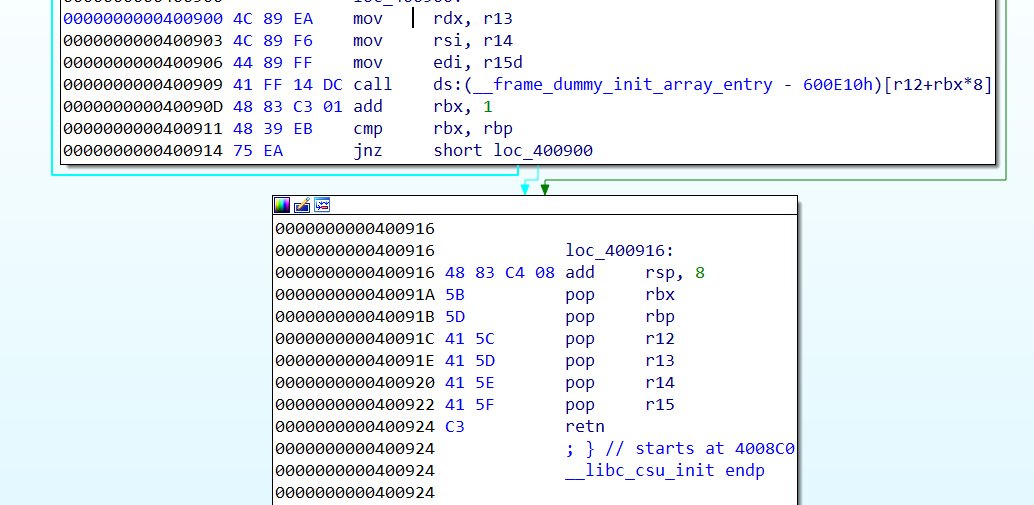 0000000000400900 4C 89 EA mov rdx, r13
0000000000400903 4C 89 F6 mov rsi, r14
0000000000400906 44 89 FF mov edi, r15d
0000000000400909 41 FF 14 DC call ds:(__frame_dummy_init_array_entry - 600E10h)[r12+rbx*8]
000000000040090D 48 83 C3 01 add rbx, 1
0000000000400911 48 39 EB cmp rbx, rbp
0000000000400914 75 EA jnz short loc_400900
0000000000400916
0000000000400916 loc_400916:
0000000000400916 48 83 C4 08 add rsp, 8
000000000040091A 5B pop rbx
000000000040091B 5D pop rbp
000000000040091C 41 5C pop r12
000000000040091E 41 5D pop r13
0000000000400920 41 5E pop r14
0000000000400922 41 5F pop r15
0000000000400924 C3 retn
0000000000400924 ; } // starts at 4008C0
0000000000400924 __libc_csu_init endp
0000000000400924